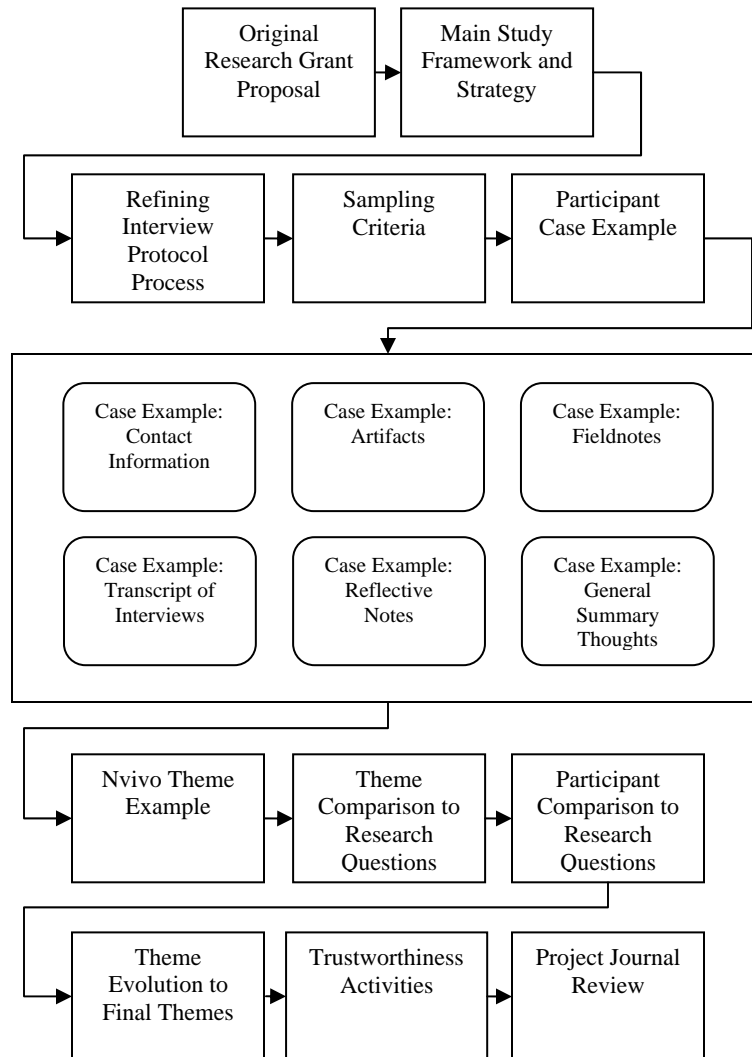 Original
Research Grant
Proposal
Main Study
Framework and
Strategy
Refining
Interview
Protocol
Process
Sampling
Criteria
Participant
Case Example
Case Example:
Contact
Information
Case Example:
Artifacts
Case Example:
Fieldnotes
Case Example:
Transcript of
Interviews
Case Example:
Reflective
Notes
Case Example:
General
Summary
Thoughts
Nvivo Theme
Example
Theme
Comparison to
Research
Questions
Participant
Comparison to
Research
Questions
Theme
Evolution to
Final Themes
Trustworthiness
Activities
Project Journal
Review